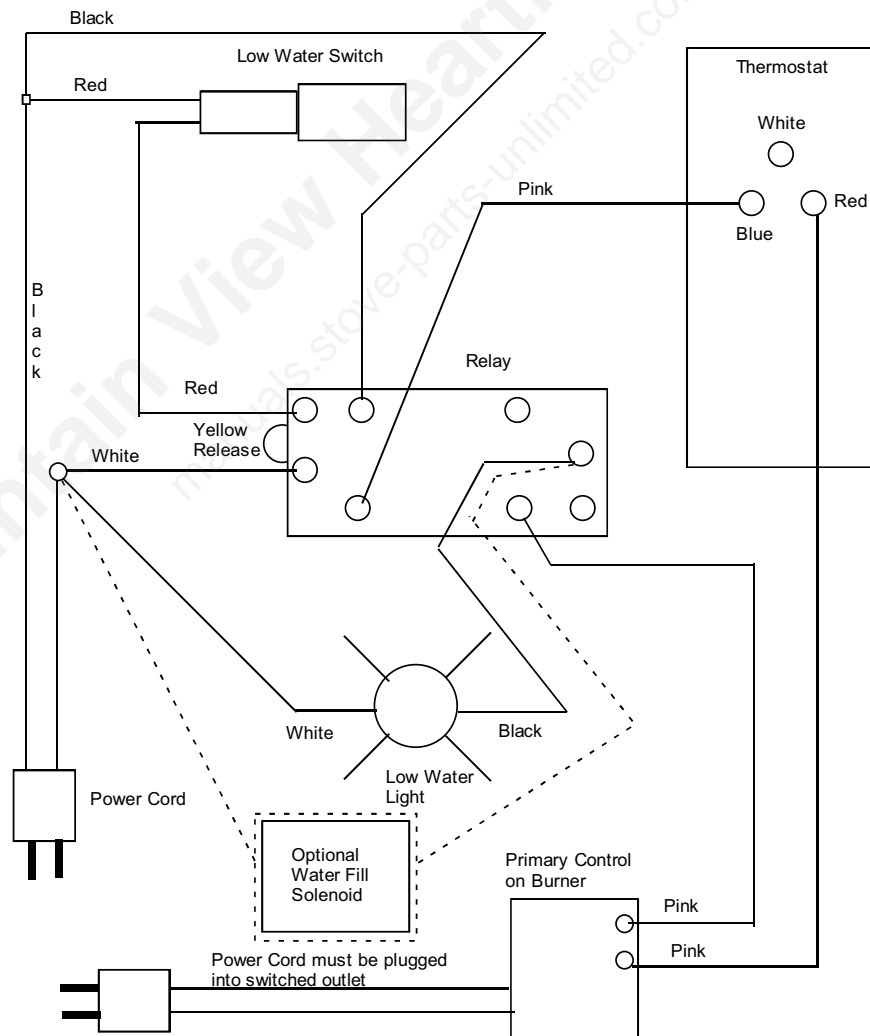 Black
Low Water Switch
Thermostat
Red
White
Pink
Red
Blue
Black
Relay
Red
Yellow
Release
White
White
Black
Low Water
Light
Power Cord
Optional
Water Fill
Solenoid
Primary Control
on Burner
Pink
Pink
Power Cord must be plugged
into switched outlet